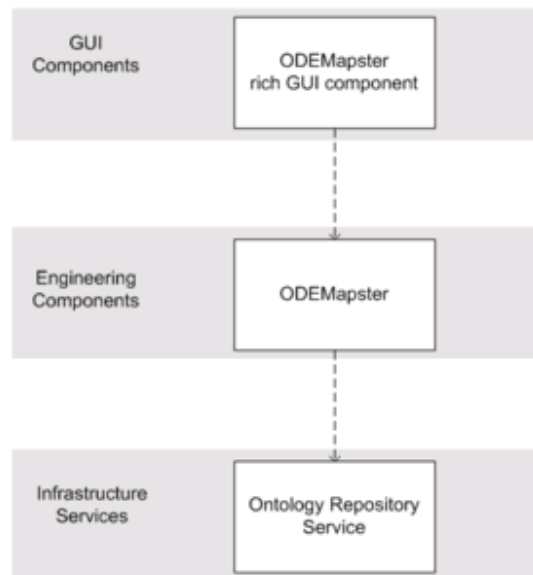 GUI
Components
ODEMapster
rich GUI component
Engineering
Components
ODEMapster
Infrastructure
Services
Ontology Repository
Service